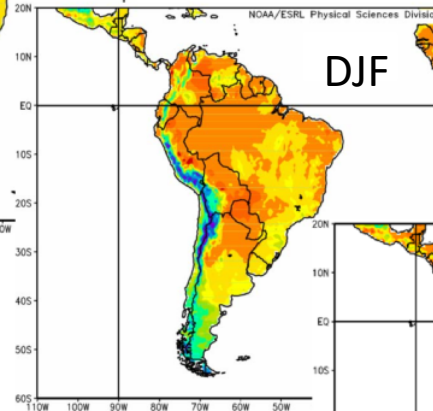 20N
NOAA/ESRL Physical Sciences Divisio
10N
DJF
EQ
10S
20S
20N
30S
10N
40S
EQ
50S
10S
60S
110W 100W 90W 80W 70W 60W 50W